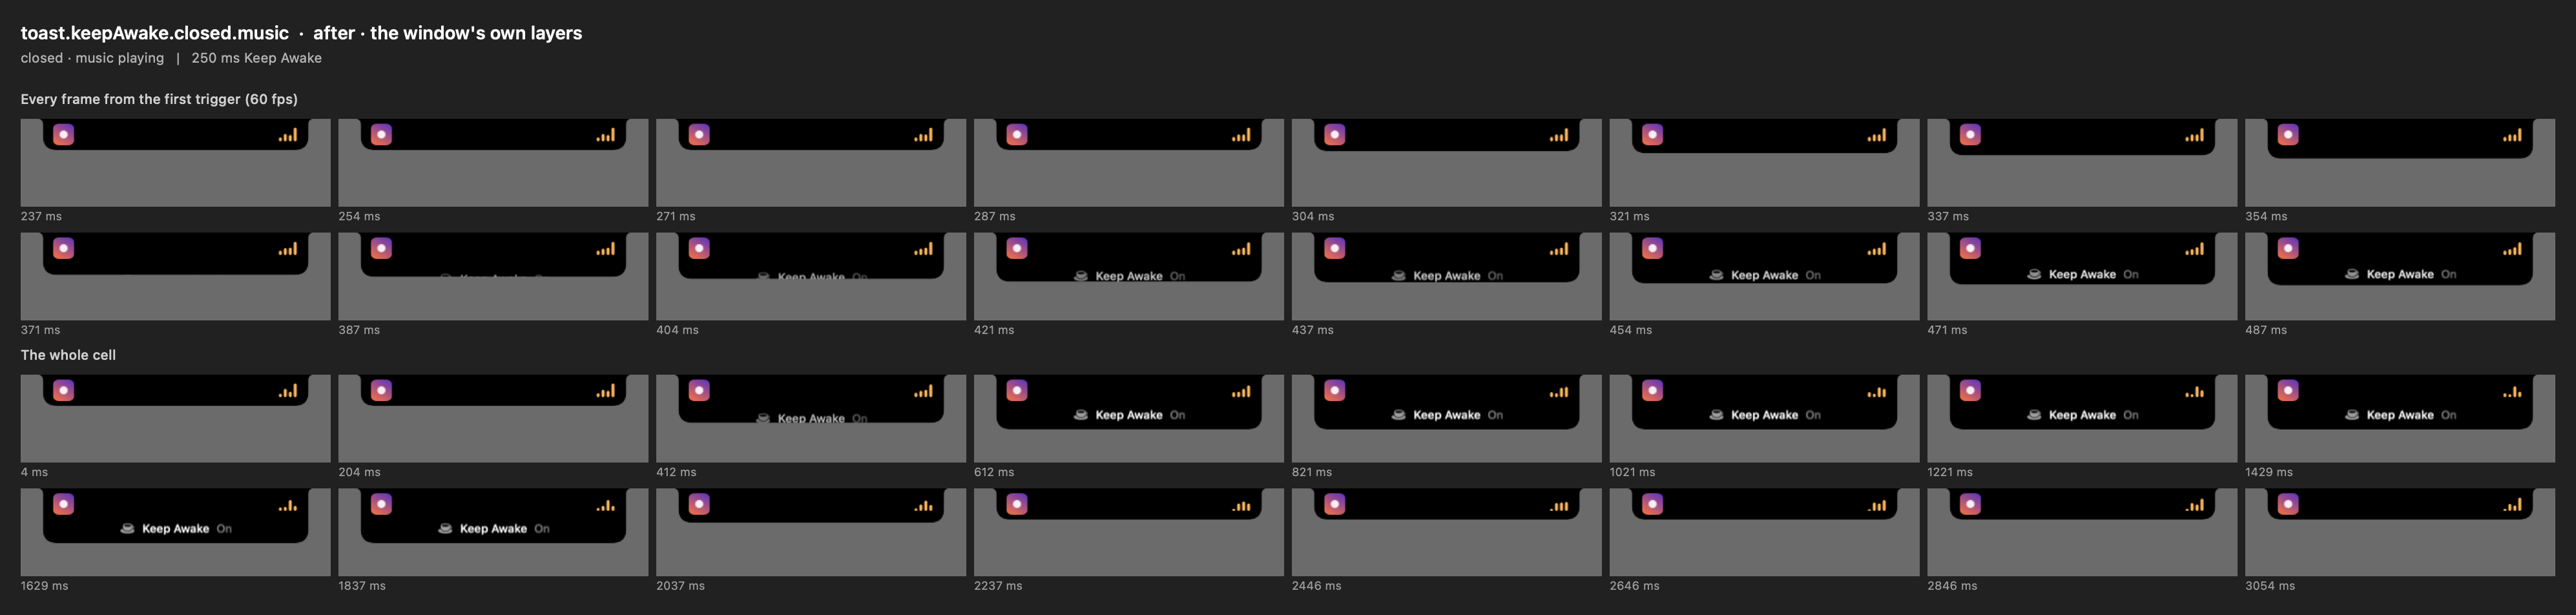 toast.keepAwake.closed.music · after · the window's own layers
closed · music playing | 250 ms Keep Awake
Every frame from the first trigger (60 fps)
237 ms 254 ms 271 ms 287 ms 304 ms 321 ms 337 ms 354 ms
Keep Awake On Keep Awake On Keep Awake On Keep Awake On Keep Awake On Keep Awake On
371 ms 387 ms 404 ms 421 ms 437 ms 454 ms 471 ms 487 ms
The whole cell
Keep Awake On Keep Awake On Keep Awake On Keep Awake On Keep Awake On Keep Awake On
4 ms 204 ms 412 ms 612 ms 821 ms 1021 ms 1221 ms 1429 ms
Keep Awake On Keep Awake On
1629 ms 1837 ms 2037 ms 2237 ms 2446 ms 2646 ms 2846 ms 3054 ms